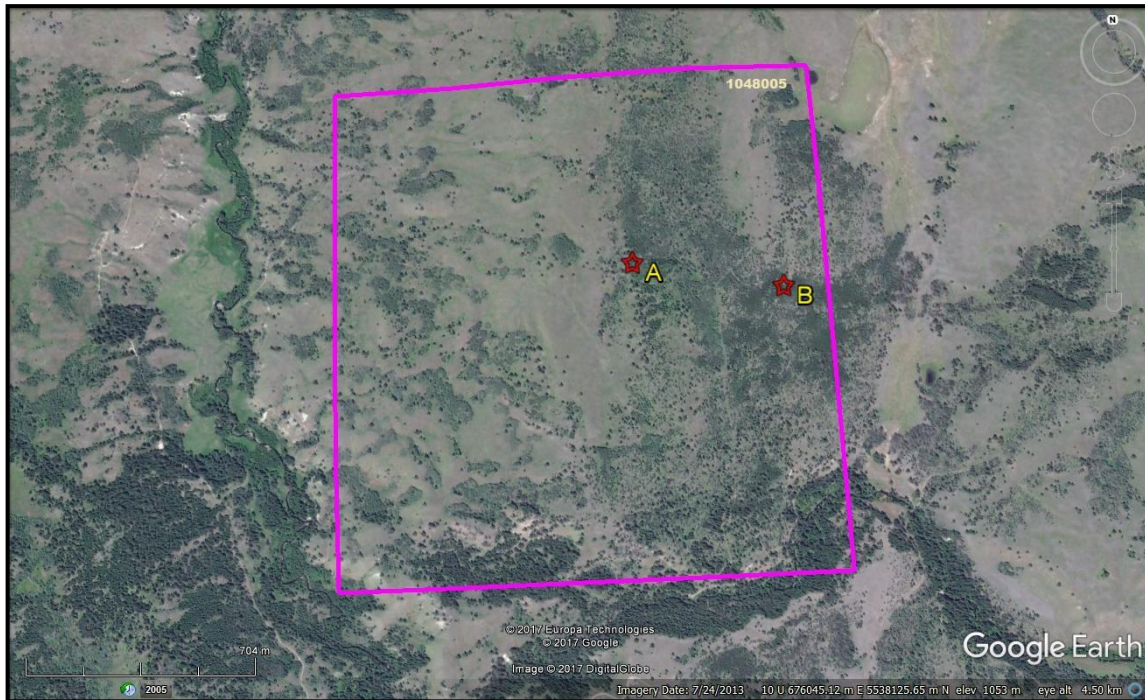 N
1048005
A
B
© 2017 Europa Technologies
© 2017 Google
704 m
Image © 2017 DigitalGlobe
Google Earth
2005
Imagery Date: 7/24/2013 10 U 676045.12 m E 5538125.65 m N elev 1053 m eye alt 4.50 km